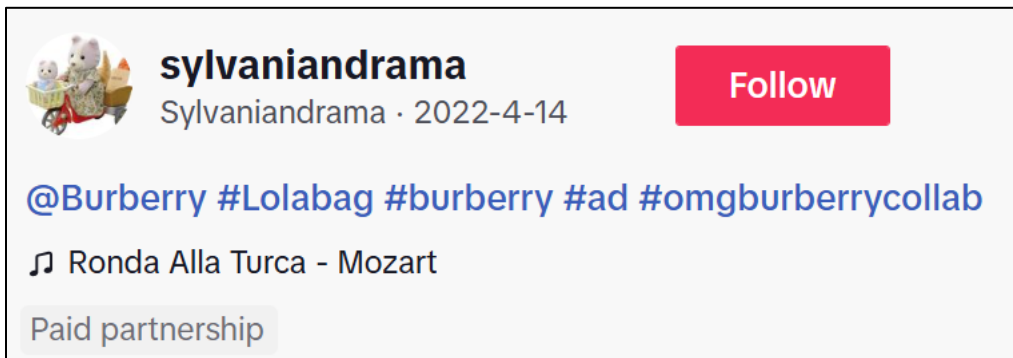 sylvaniandrama
Follow
Sylvaniandrama · 2022-4-14
@Burberry #Lolabag #burberry #ad #omgburberrycollab
Ronda Alla Turca - Mozart
Paid partnership